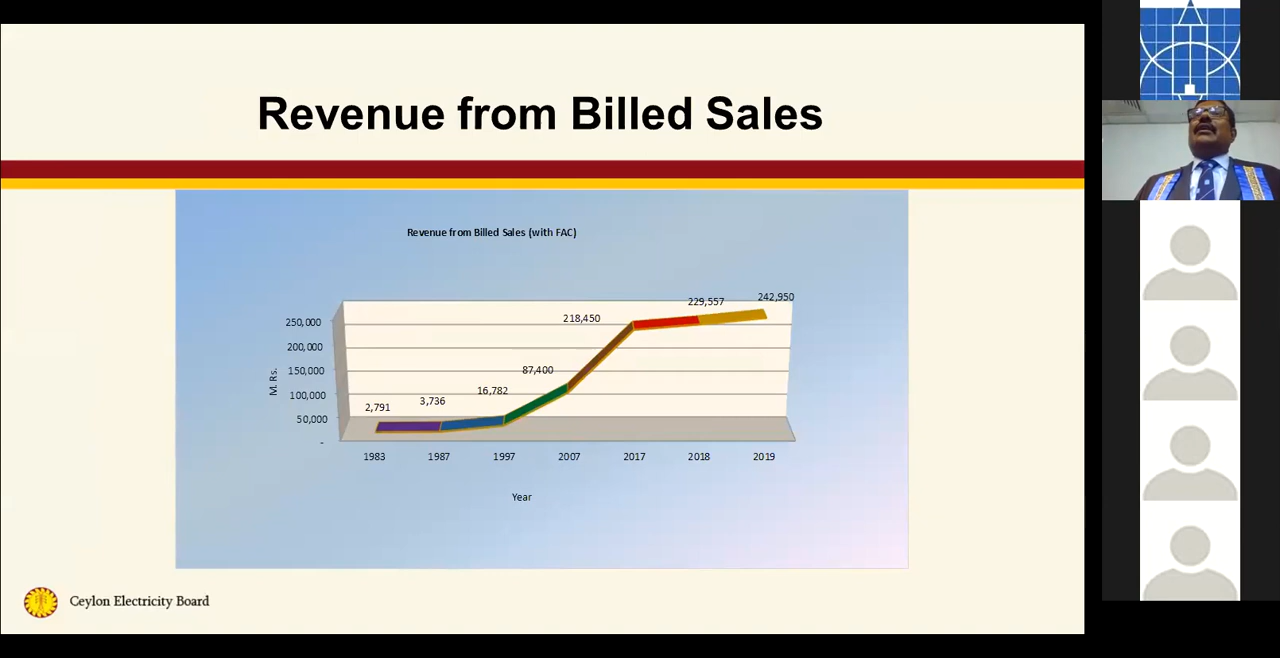 Revenue from Billed Sales
Revenue from Billed Sales (with FAC)
M. Rs.
250,000
200,000
150,000
100,000
50,000
-
2,791
3,736
16,782
87,400
218,450
229,557
242,950
1983 1987 1997 2007 2017 2018 2019
Year
Ceylon Electricity Board